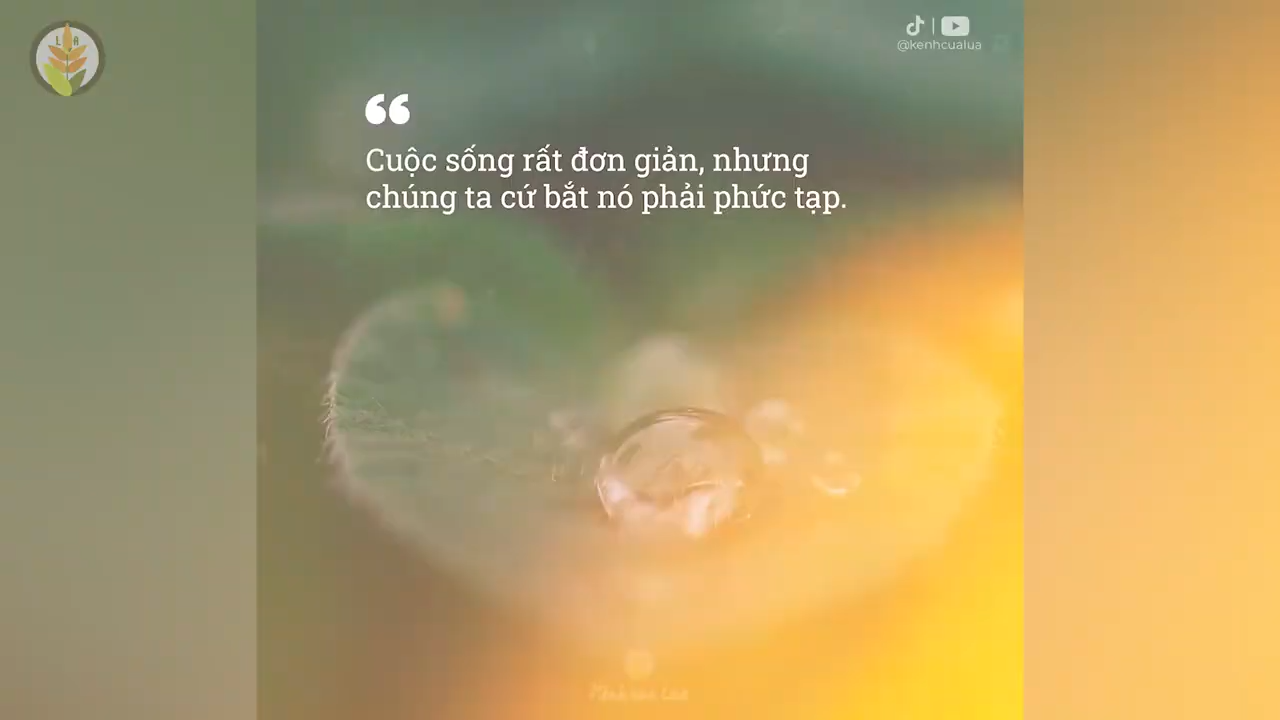 L A
@kenhcualua
“
Cuộc sống rất đơn giản, nhưng
chúng ta cứ bắt nó phải phức tạp.